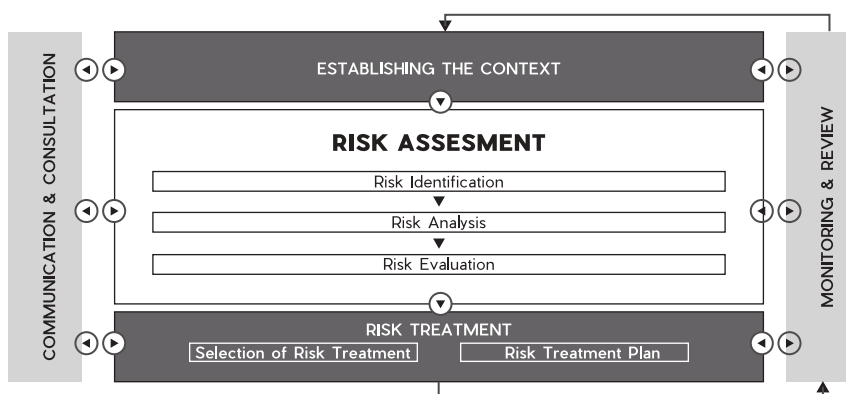 COMMUNICATION & CONSULTATION
ESTABLISHING THE CONTEXT
RISK ASSESMENT
Risk Identification
Risk Analysis
Risk Evaluation
RISK TREATMENT
Selection of Risk Treatment
Risk Treatment Plan
MONITORING & REVIEW